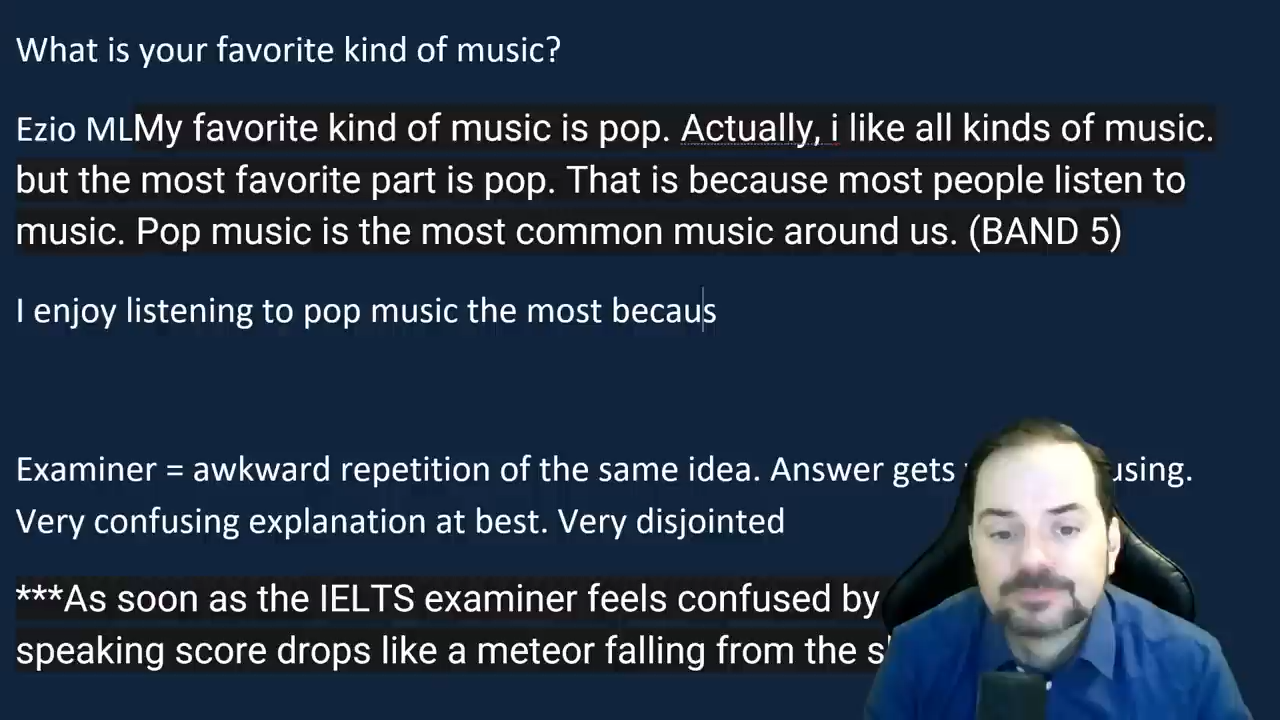 What is your favorite kind of music?
Ezio MLMy favorite kind of music is pop. Actually, i like all kinds of music.
but the most favorite part is pop. That is because most people listen to
music. Pop music is the most common music around us. (BAND 5)
I enjoy listening to pop music the most becaus
Examiner = awkward repetition of the same idea. Answer gets
Very confusing explanation at best. Very disjointed
***As soon as the IELTS examiner feels confused by
speaking score drops like a meteor falling from the